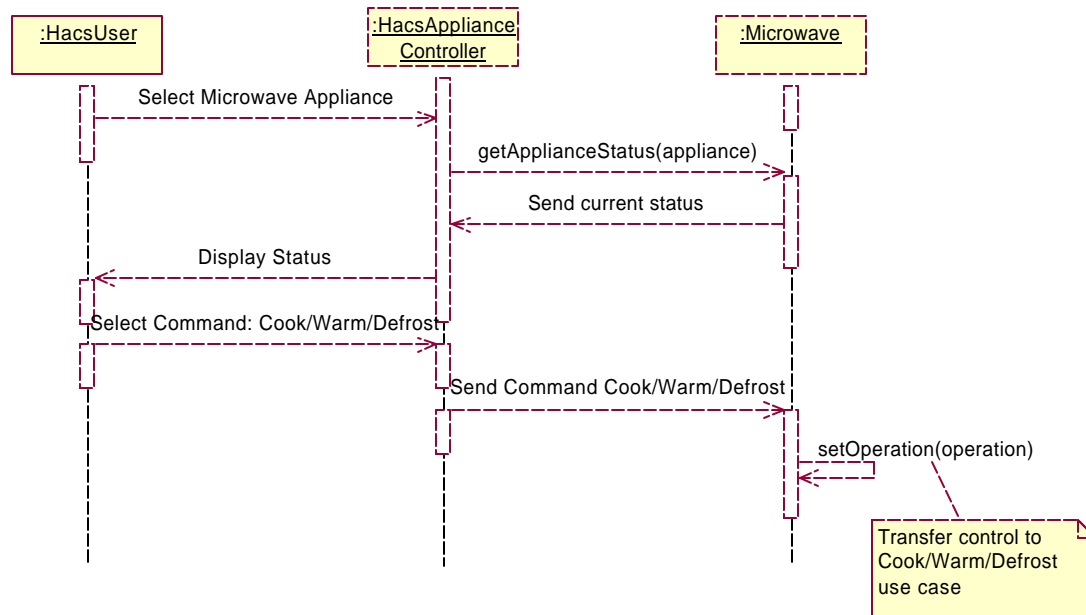 :HacsUser
:HacsAppliance
Controller
:Microwave
Select Microwave Appliance
getApplianceStatus(appliance)
Send current status
Display Status
Select Command: Cook/Warm/Defrost
Send Command Cook/Warm/Defrost
setOperation(operation)
Transfer control to
Cook/Warm/Defrost
use case